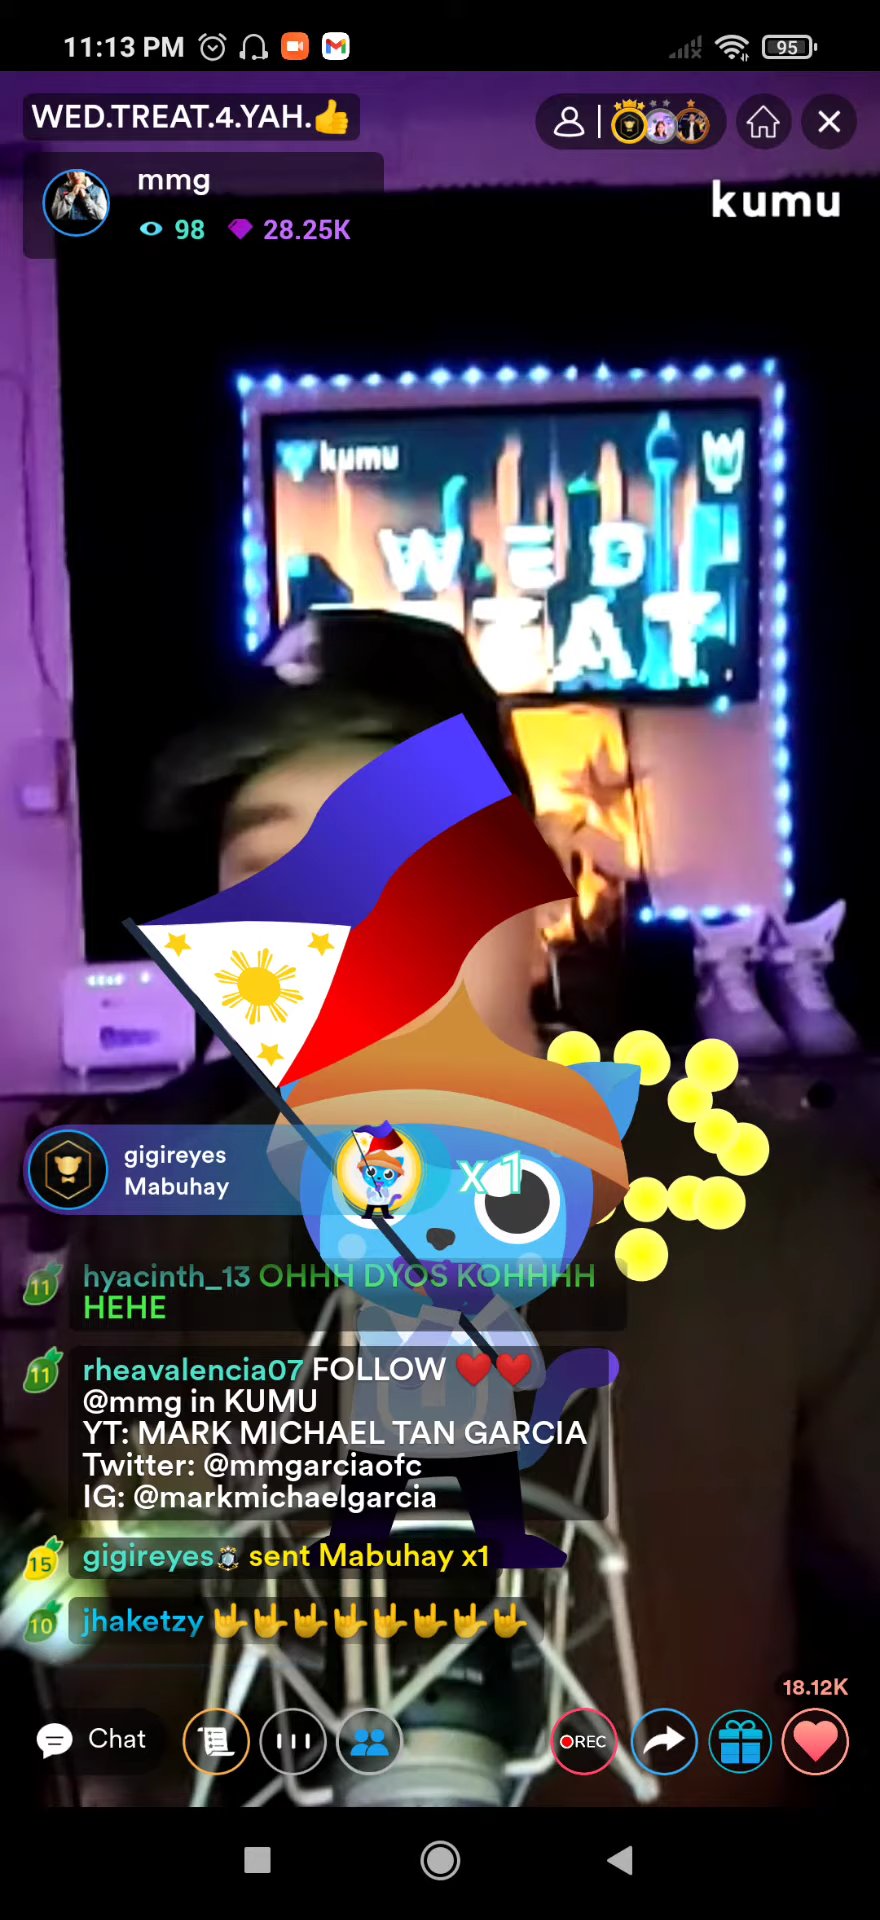 11:13 PM
95
WED.TREAT.4.YAH.👍
mmg
98 28.25K
kumu
kumu
WED
gigireyes
Mabuhay
x1
hyacinth_13 OHHH DYOS KOHHHH
HEHE
11
rheavalencia07 FOLLOW ❤️❤️
11
@mmg in KUMU
YT: MARK MICHAEL TAN GARCIA
Twitter: @mmgarciaofc
IG: @markmichaelgarcia
15
gigireyes sent Mabuhay x1
10
jhaketzy 🤟🤟🤟🤟🤟🤟🤟🤟
18.12K
Chat
REC